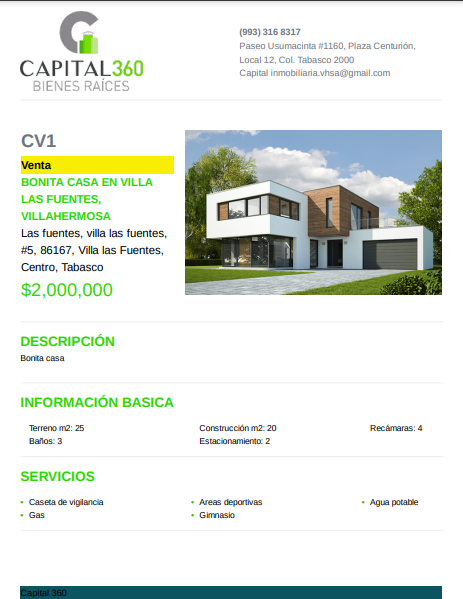 CAPITAL360
BIENES RAÍCES
(993) 316 8317
Paseo Usumacinta #1160, Plaza Centurión,
Local 12, Col. Tabasco 2000
Capital inmobiliaria.vhsa@gmail.com
CV1
Venta
BONITA CASA EN VILLA
LAS FUENTES,
VILLAHERMOSA
Las fuentes, villa las fuentes,
#5, 86167, Villa las Fuentes,
Centro, Tabasco
$2,000,000
DESCRIPCIÓN
Bonita casa
INFORMACIÓN BASICA
Terreno m2: 25 Construcción m2: 20 Recámaras: 4
Baños: 3 Estacionamiento: 2
SERVICIOS
• Caseta de vigilancia • Areas deportivas • Agua potable
• Gas • Gimnasio
Capital 360